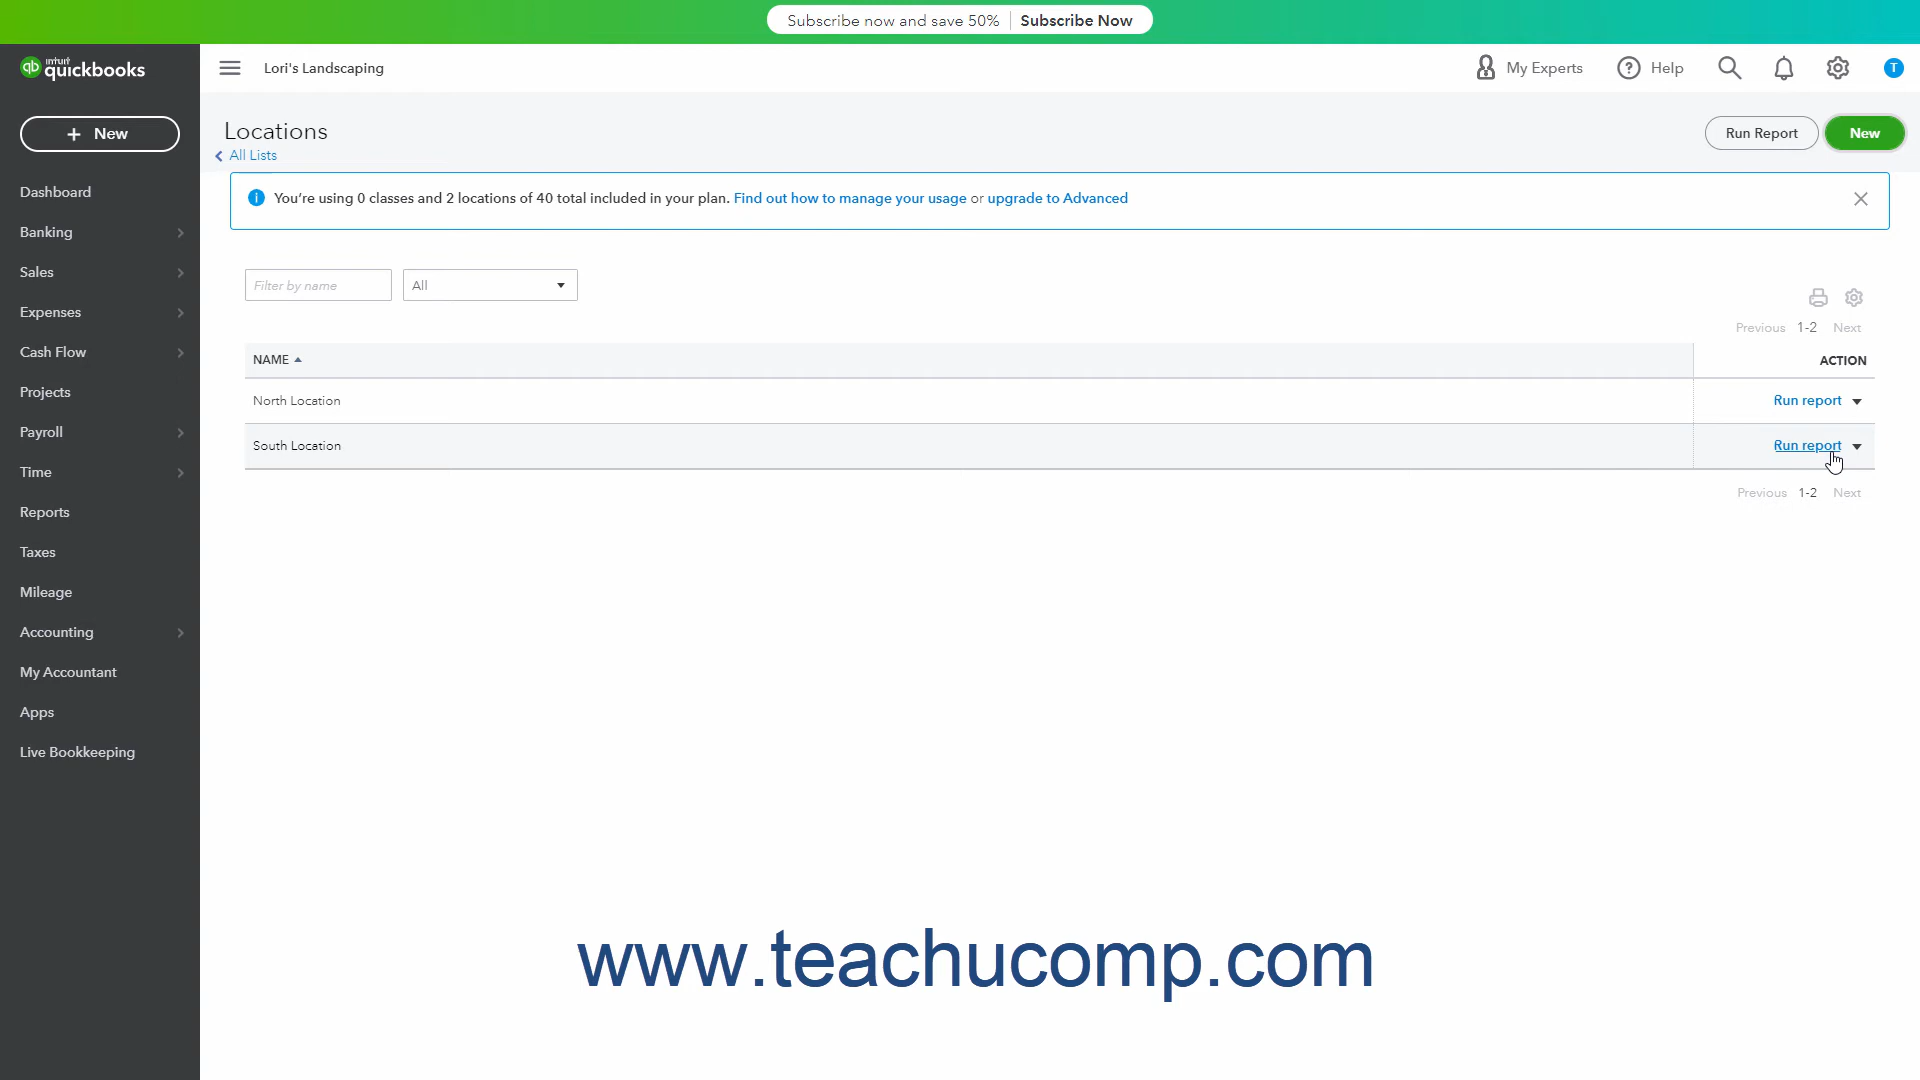 Subscribe now and save 50% Subscribe Now
intuit
quickbooks
Lori's Landscaping
My Experts
Help
T
+ New
Locations
All Lists
Run Report
New
You're using 0 classes and 2 locations of 40 total included in your plan. Find out how to manage your usage or upgrade to Advanced
Dashboard
Banking
Sales
Expenses
Cash Flow
Projects
Payroll
Time
Reports
Taxes
Mileage
Accounting
My Accountant
Apps
Live Bookkeeping
Filter by name
All
Previous 1-2 Next
NAME ACTION
North Location Run report
South Location Run report
Previous 1-2 Next
www.teachucomp.com